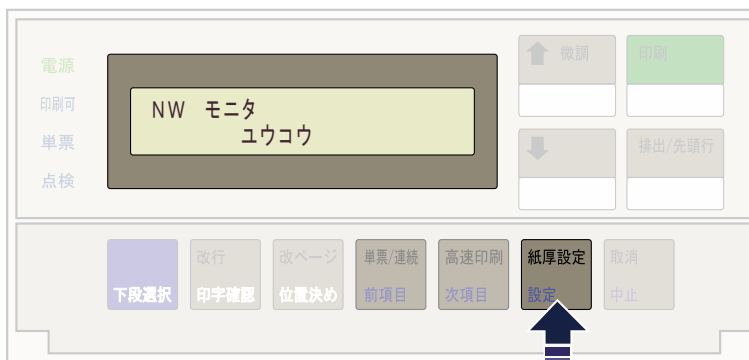 電源
印刷可
単票
点検
NW モニタ
ユウコウ
微調
印刷
排出/先頭行
改行
改ページ
単票/連続
高速印刷
紙厚設定
取消
下段選択
印字確認
位置決め
前項目
次項目
設定
中止